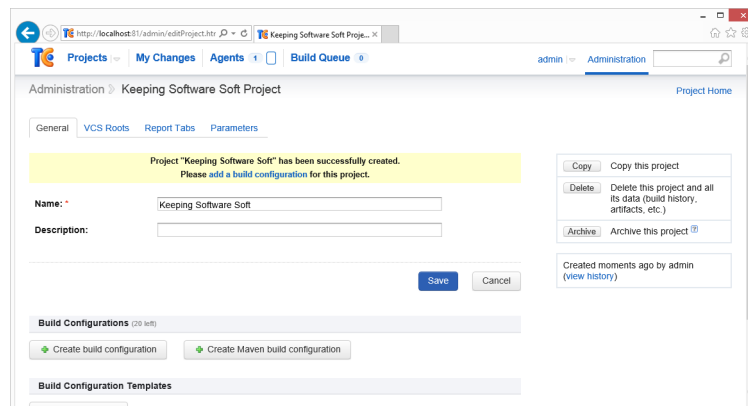 http://localhost:81/admin/editProject.htr
TC Keeping Software Soft Proje...
TC Projects My Changes Agents 1 Build Queue 0 admin Administration
Administration Keeping Software Soft Project Project Home
General VCS Roots Report Tabs Parameters
Project "Keeping Software Soft" has been successfully created.
Please add a build configuration for this project.
Name: * Keeping Software Soft
Description:
Save Cancel
Copy Copy this project
Delete Delete this project and all
its data (build history,
artifacts, etc.)
Archive Archive this project ?
Created moments ago by admin
(view history)
Build Configurations (20 left)
Create build configuration Create Maven build configuration
Build Configuration Templates